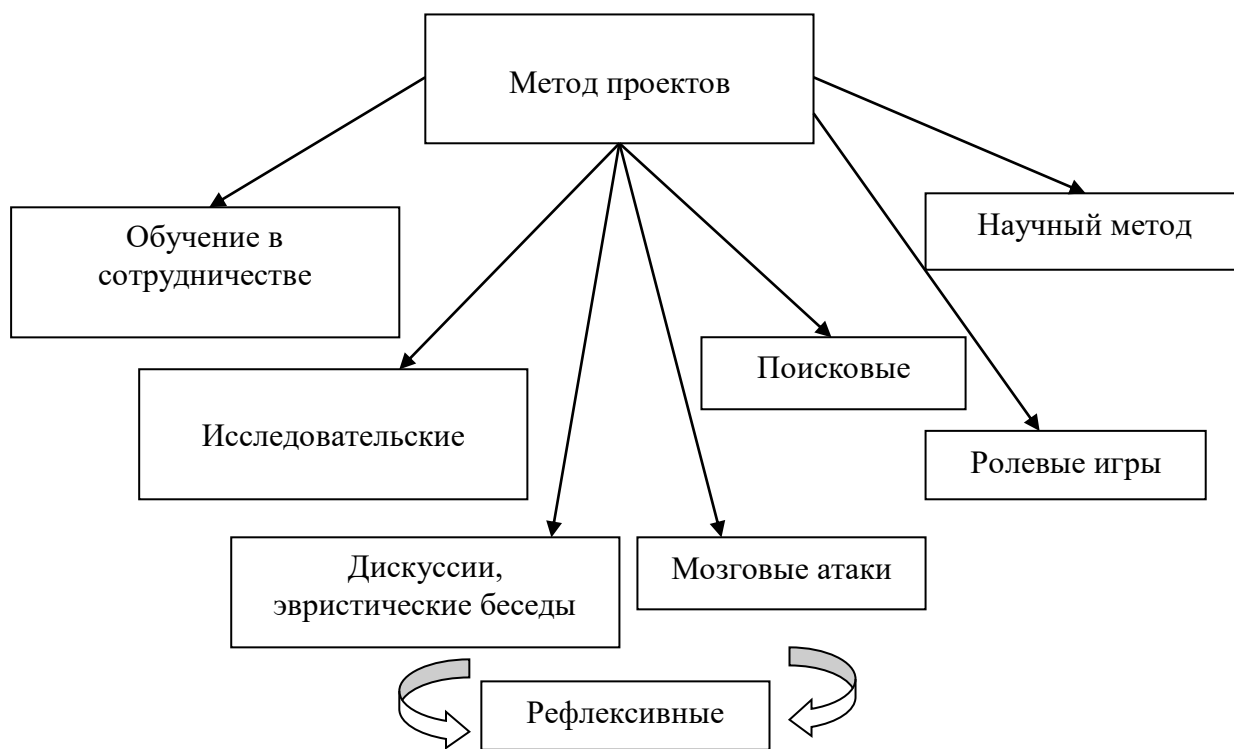 Метод проектов
Обучение в
сотрудничестве
Научный метод
Поисковые
Исследовательские
Ролевые игры
Дискуссии,
эвристические беседы
Мозговые атаки
Рефлексивные